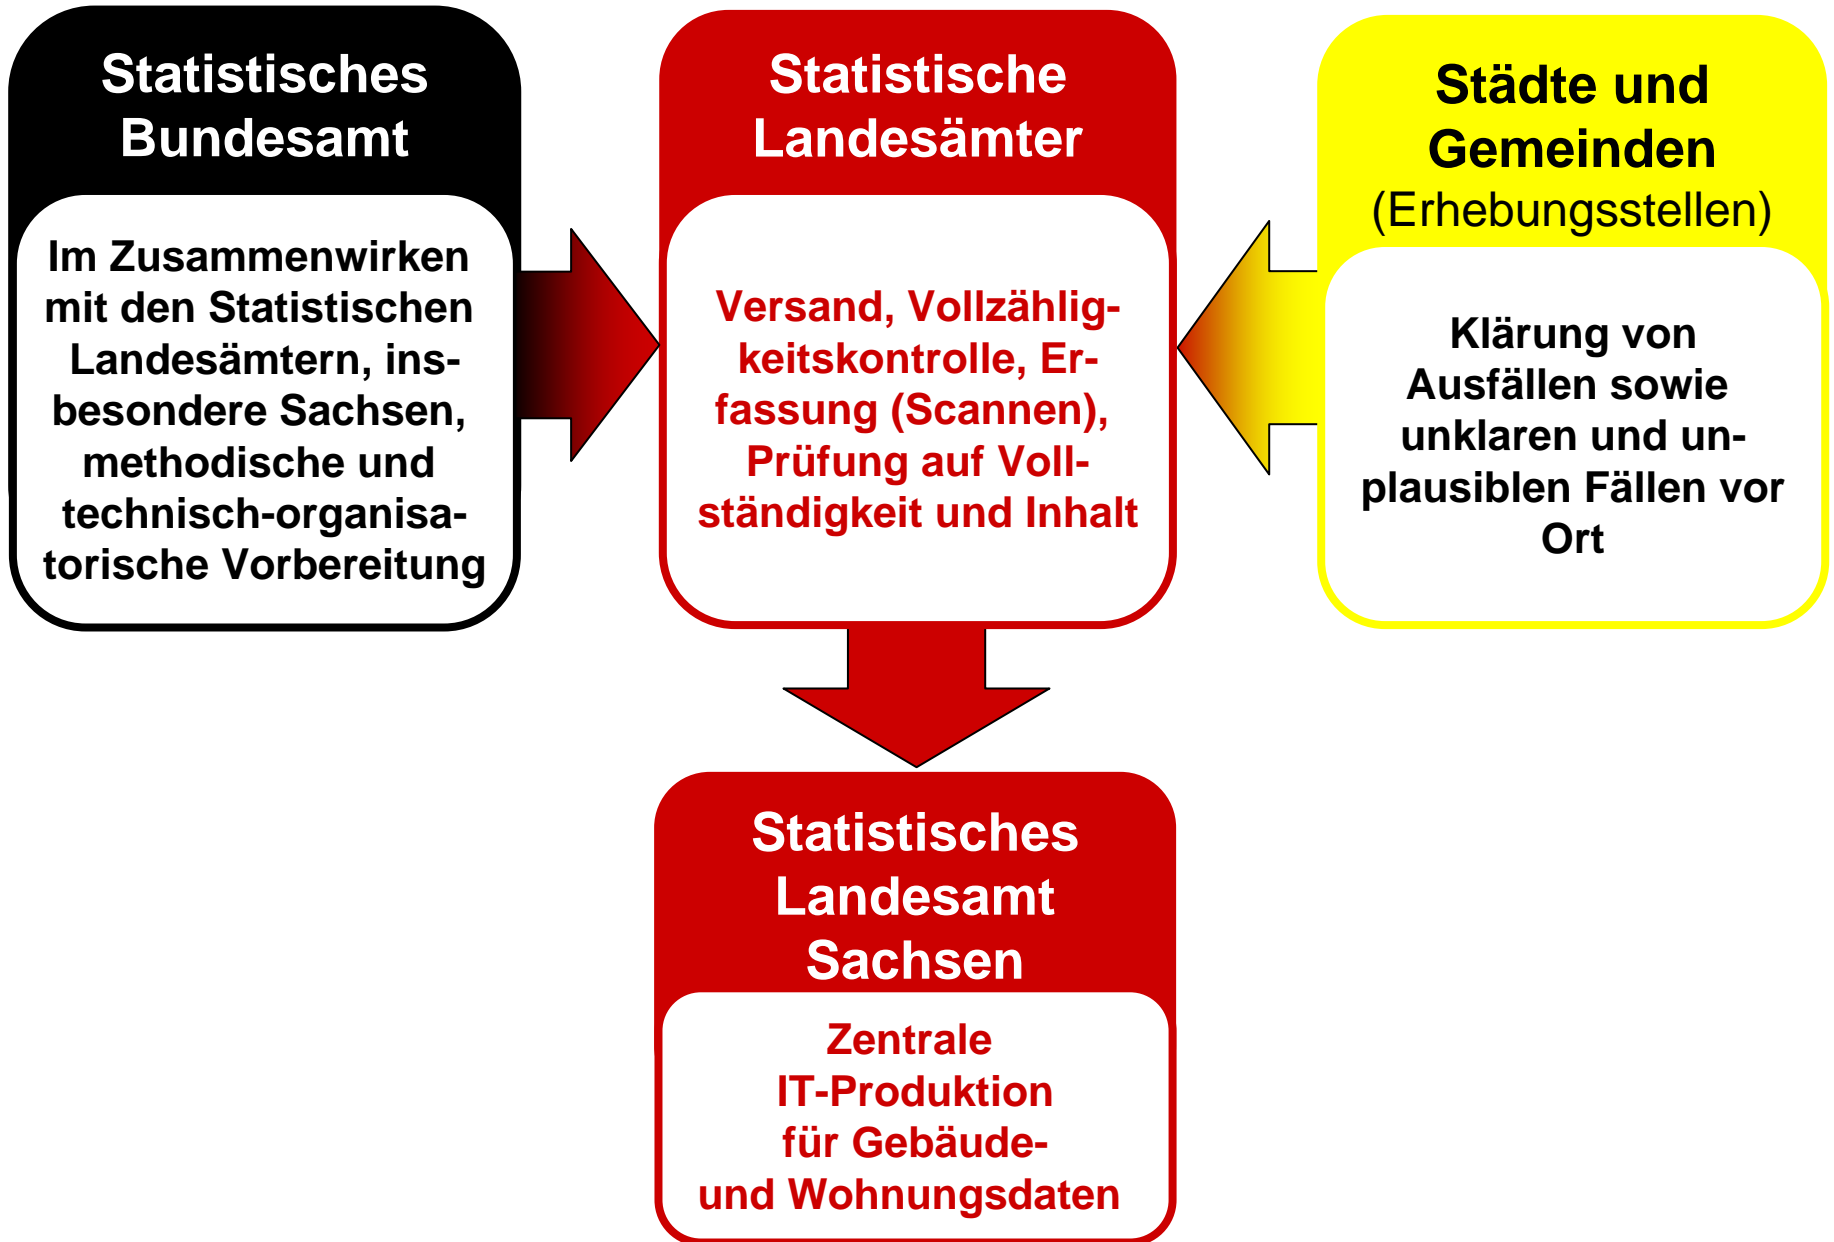 Statistisches
Bundesamt
Im Zusammenwirken
mit den Statistischen
Landesämtern, ins-
besondere Sachsen,
methodische und
technisch-organisa-
torische Vorbereitung
Statistische
Landesämter
Versand, Vollzählig-
keitskontrolle, Er-
fassung (Scannen),
Prüfung auf Voll-
ständigkeit und Inhalt
Städte und
Gemeinden
(Erhebungsstellen)
Klärung von
Ausfällen sowie
unklaren und un-
plausiblen Fällen vor
Ort
Statistisches
Landesamt
Sachsen
Zentrale
IT-Produktion
für Gebäude-
und Wohnungsdaten